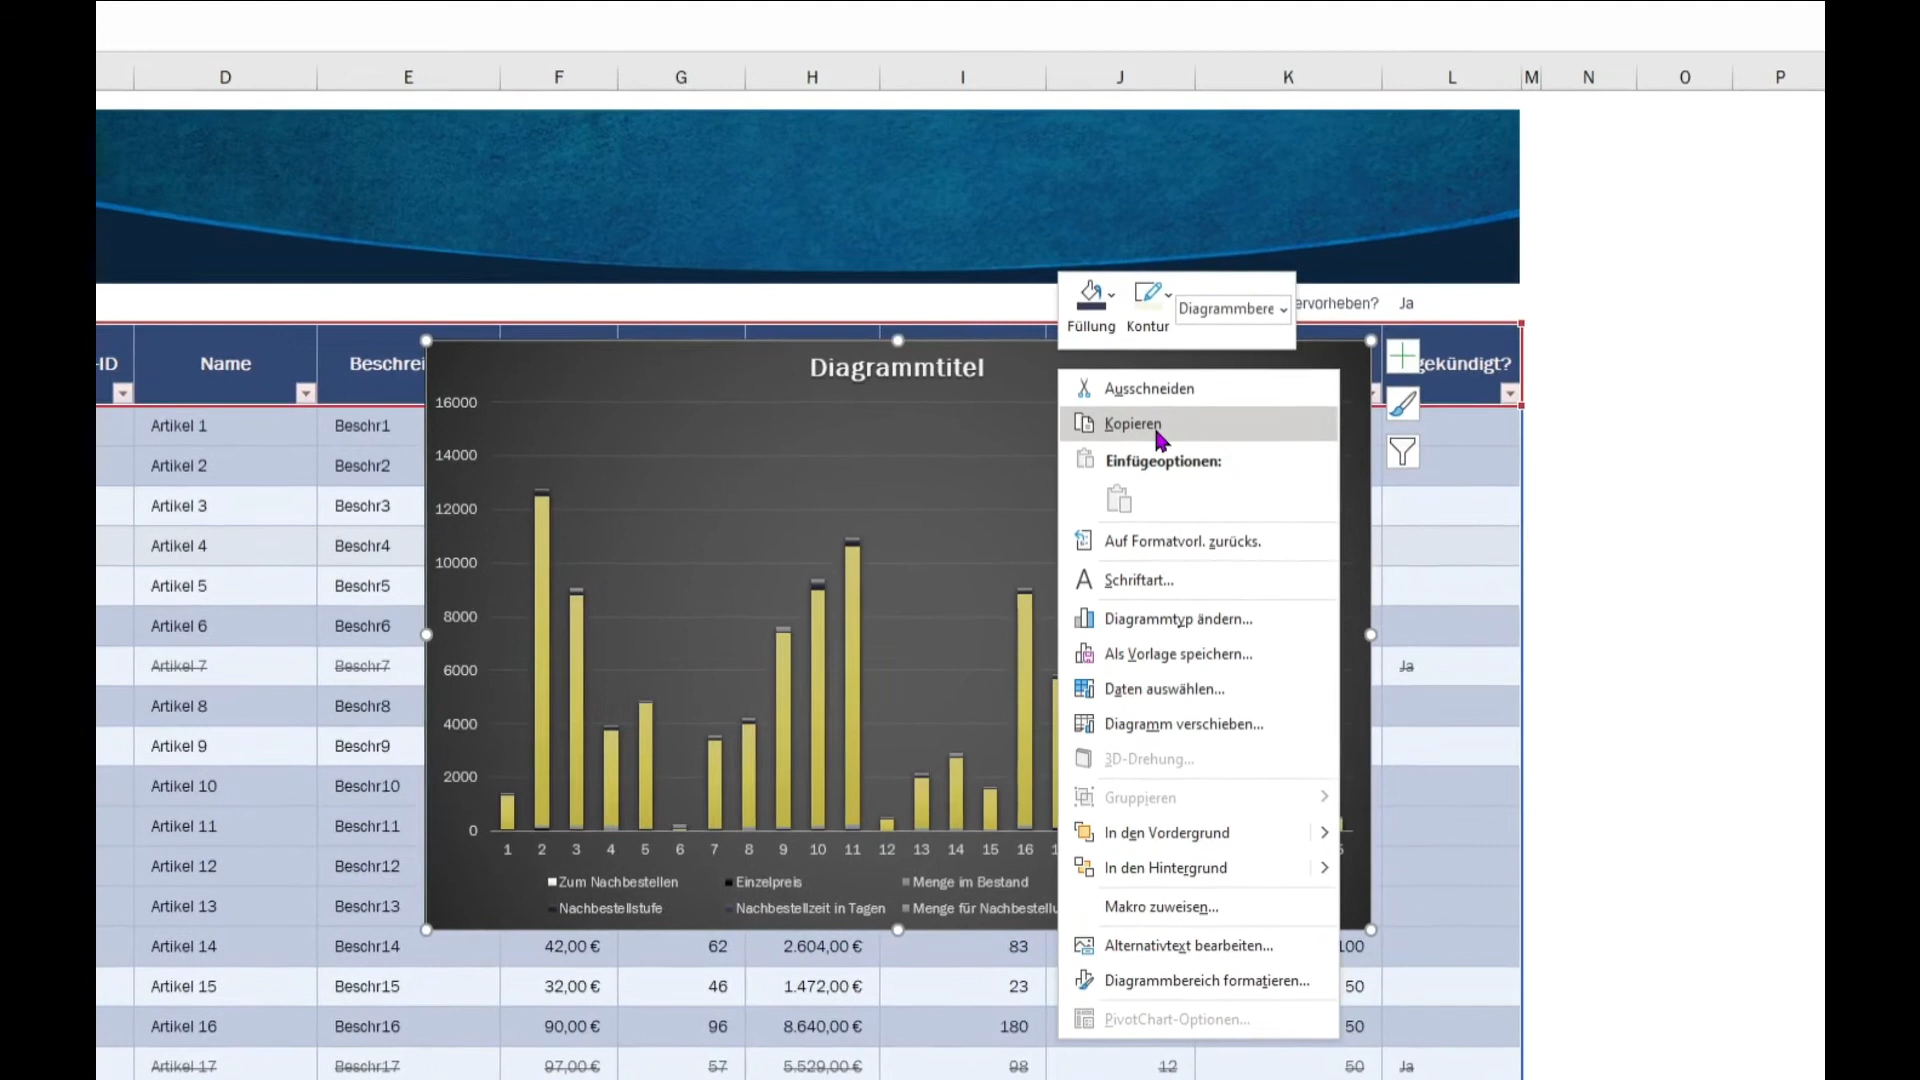 D E F G H I J K L M N O P
Füllung Kontur Diagrammbere
ervorheben? Ja
-ID Name Beschrei gekündigt?
Diagrammtitel
16000
14000
12000
10000
8000
6000
4000
2000
0
1 2 3 4 5 6 7 8 9 10 11 12 13 14 15 16
Zum Nachbestellen Einzelpreis Menge im Bestand
Nachbestellstufe Nachbestellzeit in Tagen Menge für Nachbestellu
Ausschneiden
Kopieren
Einfügeoptionen:
Auf Formatvorl. zurücks.
Schriftart...
Diagrammtyp ändern...
Als Vorlage speichern...
Daten auswählen...
Diagramm verschieben...
3D-Drehung...
Gruppieren
In den Vordergrund
In den Hintergrund
Makro zuweisen...
Alternativtext bearbeiten...
Diagrammbereich formatieren...
PivotChart-Optionen...
Artikel 1 Beschr1
Artikel 2 Beschr2
Artikel 3 Beschr3
Artikel 4 Beschr4
Artikel 5 Beschr5
Artikel 6 Beschr6
Artikel 7 Beschr7 Ja
Artikel 8 Beschr8
Artikel 9 Beschr9
Artikel 10 Beschr10
Artikel 11 Beschr11
Artikel 12 Beschr12
Artikel 13 Beschr13
Artikel 14 Beschr14 42,00 € 62 2.604,00 € 83 100
Artikel 15 Beschr15 32,00 € 46 1.472,00 € 23 50
Artikel 16 Beschr16 90,00 € 96 8.640,00 € 180 50
Artikel 17 Beschr17 97,00 € 57 5.529,00 € 98 12 50 Ja